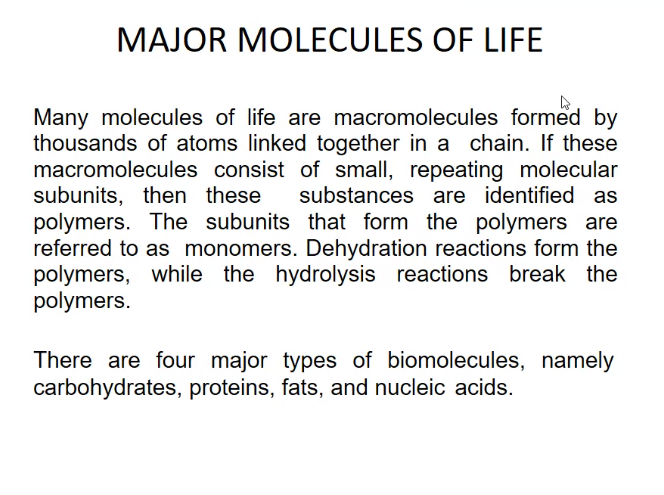 MAJOR MOLECULES OF LIFE
Many molecules of life are macromolecules formed by
thousands of atoms linked together in a chain. If these
macromolecules consist of small, repeating molecular
subunits, then these substances are identified as
polymers. The subunits that form the polymers are
referred to as monomers. Dehydration reactions form the
polymers, while the hydrolysis reactions break the
polymers.
There are four major types of biomolecules, namely
carbohydrates, proteins, fats, and nucleic acids.